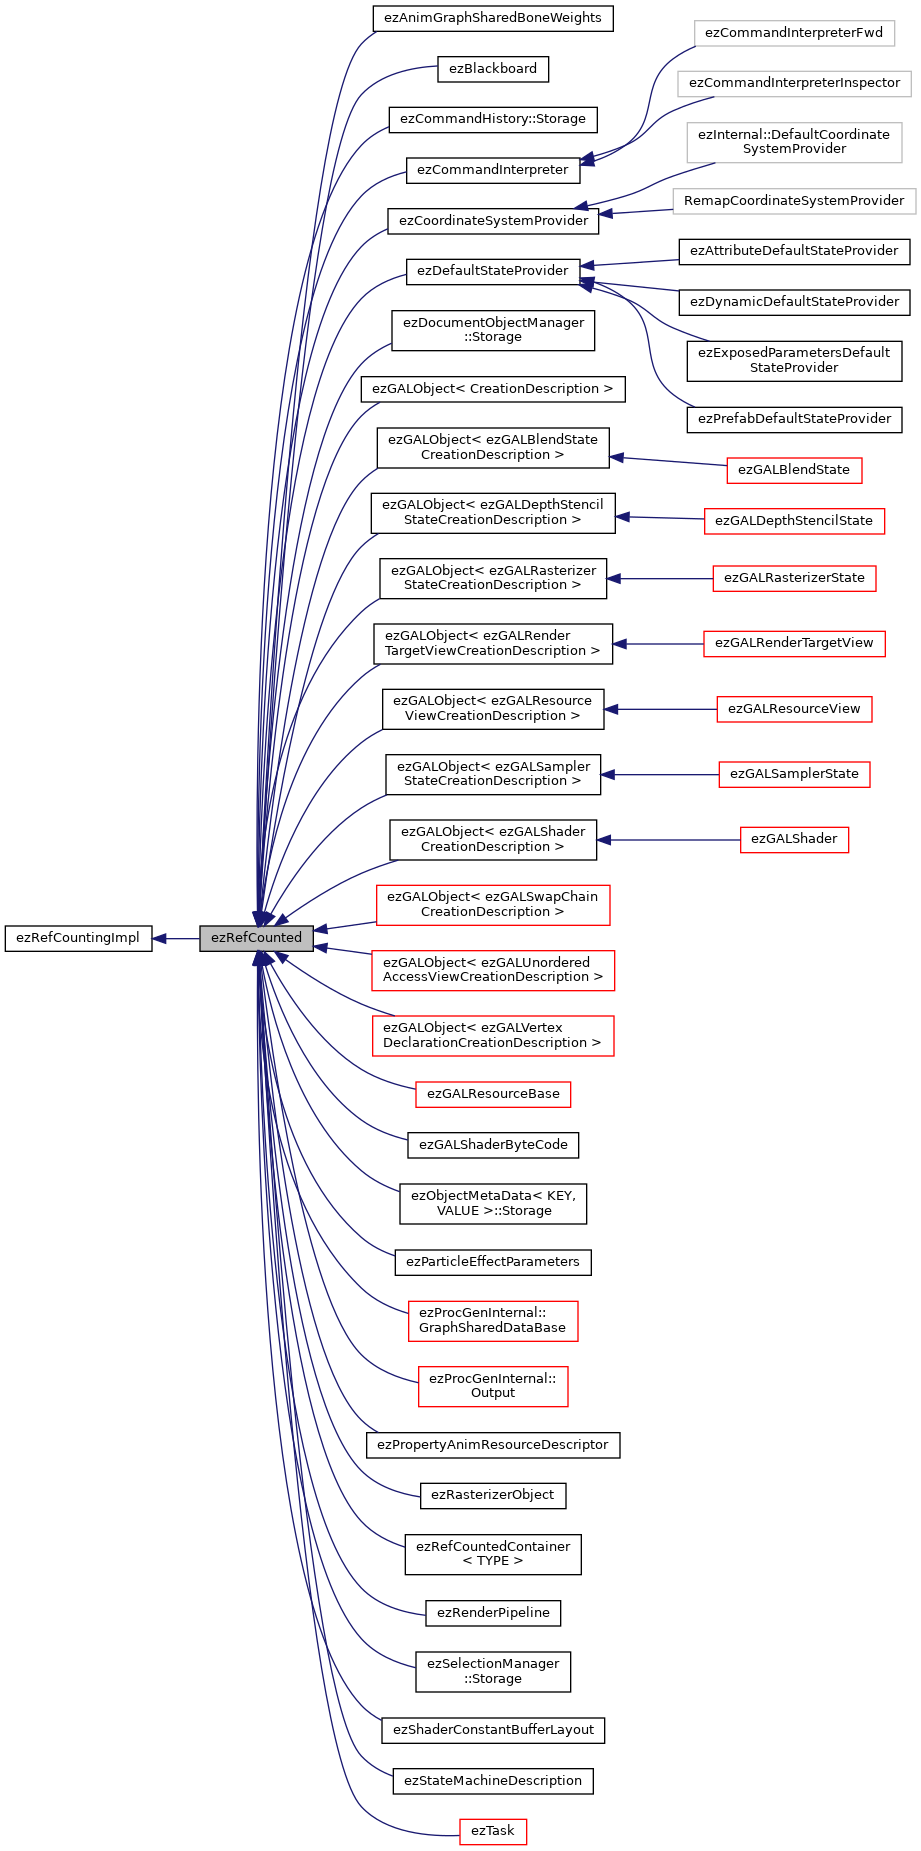 ezAnimGraphSharedBoneWeights
ezBlackboard
ezCommandHistory::Storage
ezCommandInterpreter
ezCommandInterpreterFwd
ezCommandInterpreterInspector
ezCoordinateSystemProvider
ezInternal::DefaultCoordinate
SystemProvider
RemapCoordinateSystemProvider
ezDefaultStateProvider
ezAttributeDefaultStateProvider
ezDynamicDefaultStateProvider
ezExposedParametersDefault
StateProvider
ezPrefabDefaultStateProvider
ezDocumentObjectManager
::Storage
ezGALObject< CreationDescription >
ezGALObject< ezGALBlendState
CreationDescription >
ezGALBlendState
ezGALObject< ezGALDepthStencil
StateCreationDescription >
ezGALDepthStencilState
ezGALObject< ezGALRasterizer
StateCreationDescription >
ezGALRasterizerState
ezGALObject< ezGALRender
TargetViewCreationDescription >
ezGALRenderTargetView
ezGALObject< ezGALResource
ViewCreationDescription >
ezGALResourceView
ezGALObject< ezGALSampler
StateCreationDescription >
ezGALSamplerState
ezGALObject< ezGALShader
CreationDescription >
ezGALShader
ezGALObject< ezGALSwapChain
CreationDescription >
ezRefCountingImpl
ezRefCounted
ezGALObject< ezGALUnordered
AccessViewCreationDescription >
ezGALObject< ezGALVertex
DeclarationCreationDescription >
ezGALResourceBase
ezGALShaderByteCode
ezObjectMetaData< KEY,
VALUE >::Storage
ezParticleEffectParameters
ezProcGenInternal::
GraphSharedDataBase
ezProcGenInternal::
Output
ezPropertyAnimResourceDescriptor
ezRasterizerObject
ezRefCountedContainer
< TYPE >
ezRenderPipeline
ezSelectionManager
::Storage
ezShaderConstantBufferLayout
ezStateMachineDescription
ezTask